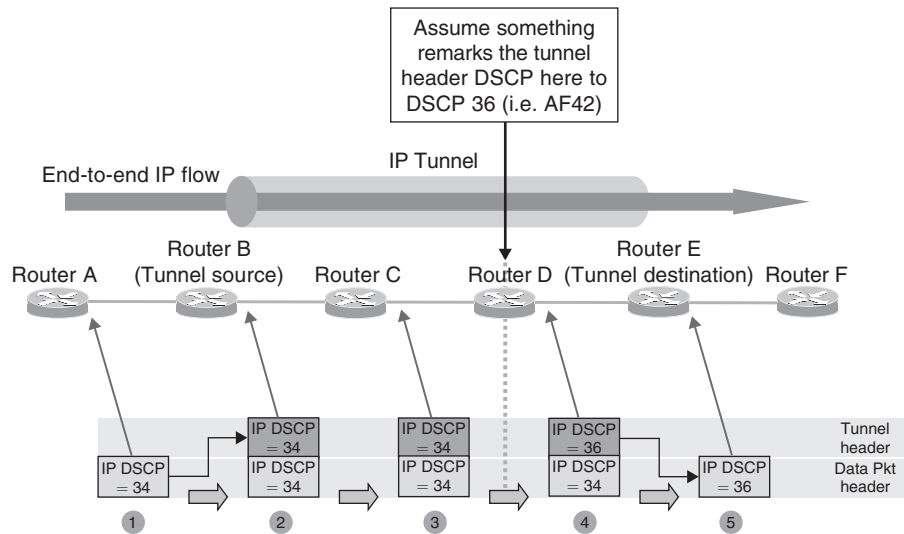 Assume something
remarks the tunnel
header DSCP here to
DSCP 36 (i.e. AF42)
IP Tunnel
End-to-end IP flow
Router A
Router B
(Tunnel source)
Router C
Router D
Router E
(Tunnel destination)
Router F
IP DSCP
= 34
IP DSCP
= 34
IP DSCP
= 36
Tunnel
header
IP DSCP
= 34
IP DSCP
= 34
IP DSCP
= 34
IP DSCP
= 34
IP DSCP
= 36
Data Pkt
header
1
2
3
4
5